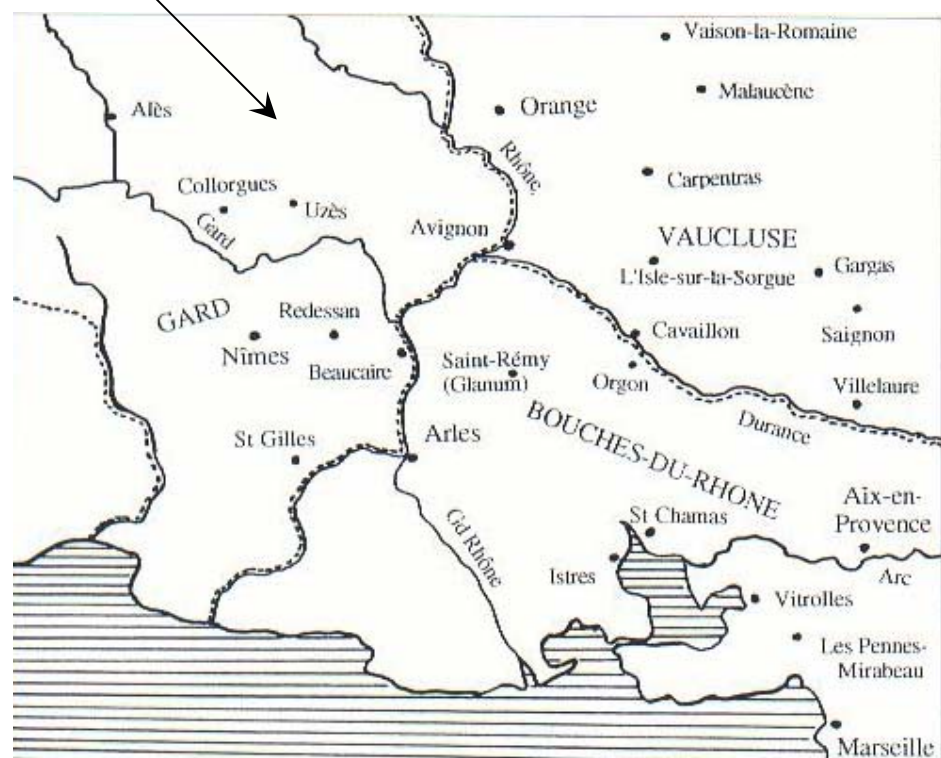 Vaison-la-Romaine
Malaucène
Orange
Alès
Rhône
Carpentras
Collorgues
Uzès
Gard
Avignon
VAUCLUSE
L'Isle-sur-la-Sorgue
Gargas
GARD
Redessan
Nîmes
Beaucaire
Saint-Rémy
(Glanum)
Cavaillon
Orgon
Saignon
Villelaure
Durance
BOUCHES-DU-RHONE
St Gilles
Arles
Gd Rhône
St Chamas
Aix-en-
Provence
Istres
Arc
Vitrolles
Les Pennes-
Mirabeau
Marseille